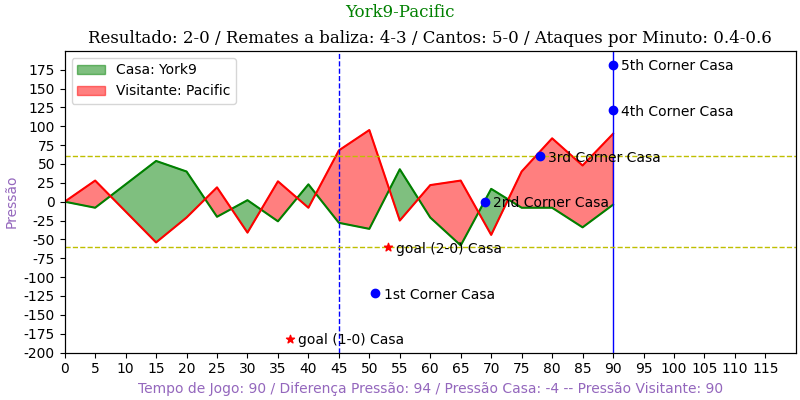 York9-Pacific
Resultado: 2-0 / Remates a baliza: 4-3 / Cantos: 5-0 / Ataques por Minuto: 0.4-0.6
Casa: York9
Visitante: Pacific
175
150
125
100
75
50
25
0
-25
-50
-75
-100
-125
-150
-175
-200
Pressão
5th Corner Casa
4th Corner Casa
3rd Corner Casa
2nd Corner Casa
goal (2-0) Casa
1st Corner Casa
goal (1-0) Casa
0 5 10 15 20 25 30 35 40 45 50 55 60 65 70 75 80 85 90 95 100 105 110 115
Tempo de Jogo: 90 / Diferença Pressão: 94 / Pressão Casa: -4 -- Pressão Visitante: 90